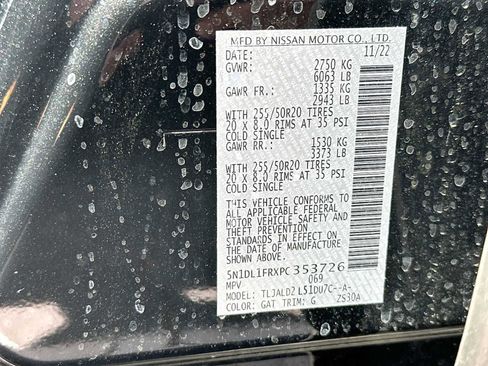 MFD BY NISSAN MOTOR CO., LTD.
DATE: 11/22
GVWR: 2750 KG
6063 LB
GAWR FR.: 1335 KG
2943 LB
WITH 255/50R20 TIRES
20 X 8.0 RIMS AT 35 PSI
COLD SINGLE
GAWR RR.: 1530 KG
3373 LB
WITH 255/50R20 TIRES
20 X 8.0 RIMS AT 35 PSI
COLD SINGLE
THIS VEHICLE CONFORMS TO
ALL APPLICABLE FEDERAL
MOTOR VEHICLE SAFETY AND
THEFT PREVENTION
STANDARDS IN EFFECT ON
THE DATE OF MANUFACTURE
SHOWN ABOVE.
5N1DL1FRXPC353726
MPV 069
MODEL: TLJALD2 L51DU7C--A-
COLOR: GAT TRIM: G ZS30A